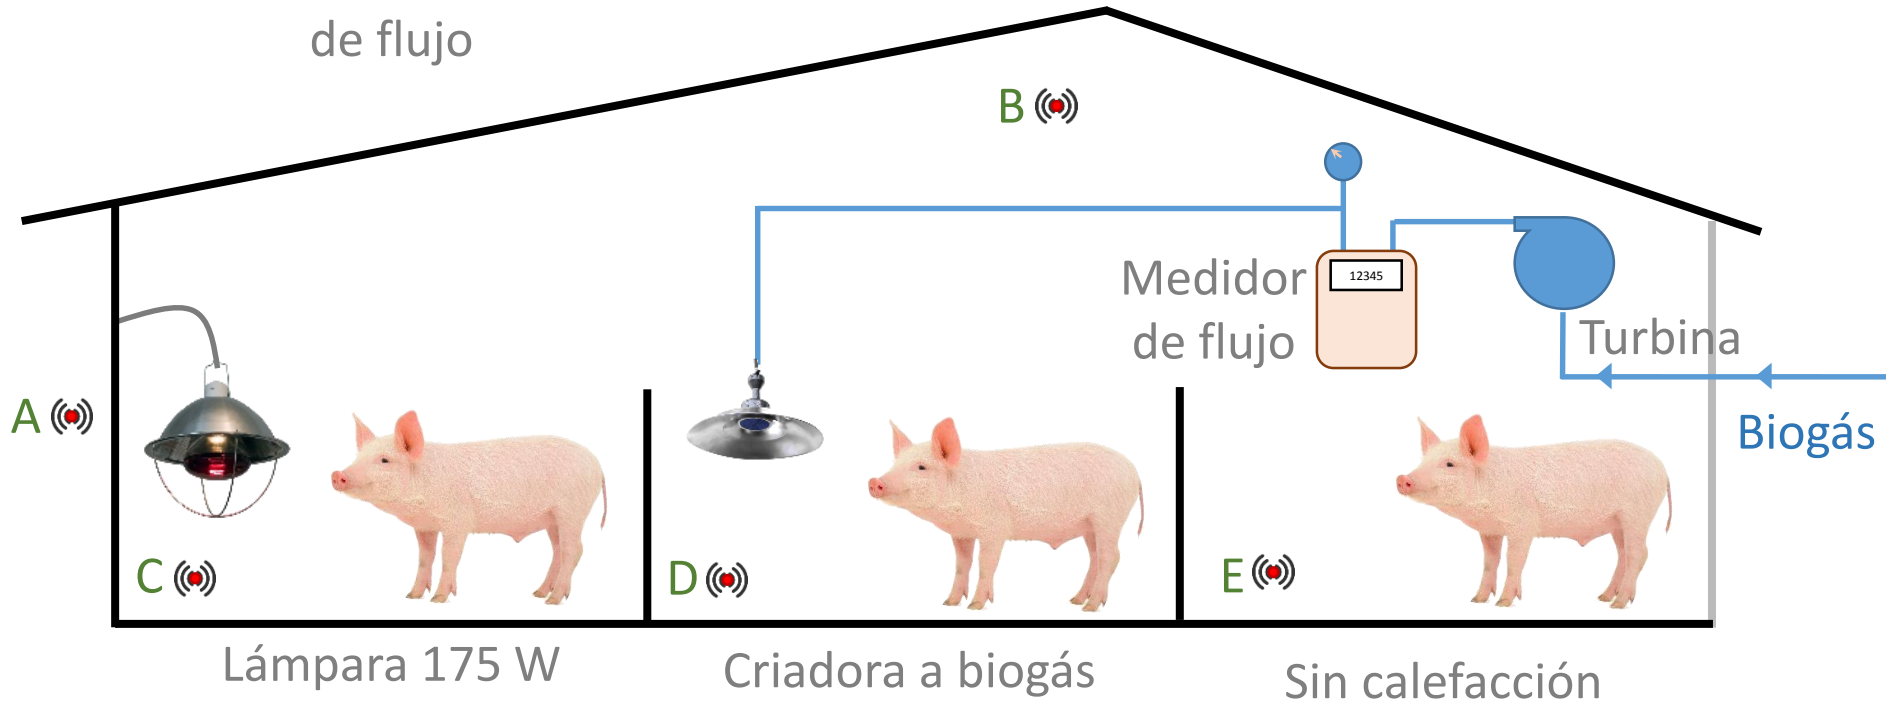 de flujo
B
12345
Medidor
de flujo
Turbina
A
Biogás
C
D
E
Lámpara 175 W
Criadora a biogás
Sin calefacción